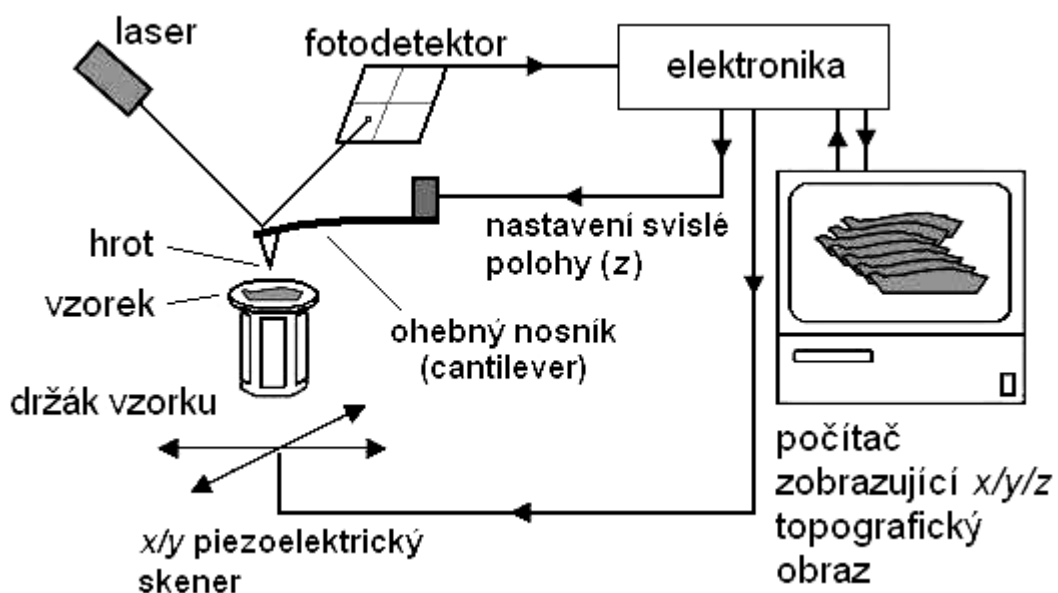 laser
fotodetektor
elektronika
hrot
nastavení svislé
polohy (z)
vzorek
ohebný nosník
(cantilever)
držák vzorku
počítač
zobrazující x/y/z
topografický
obraz
x/y piezoelektrický
skener